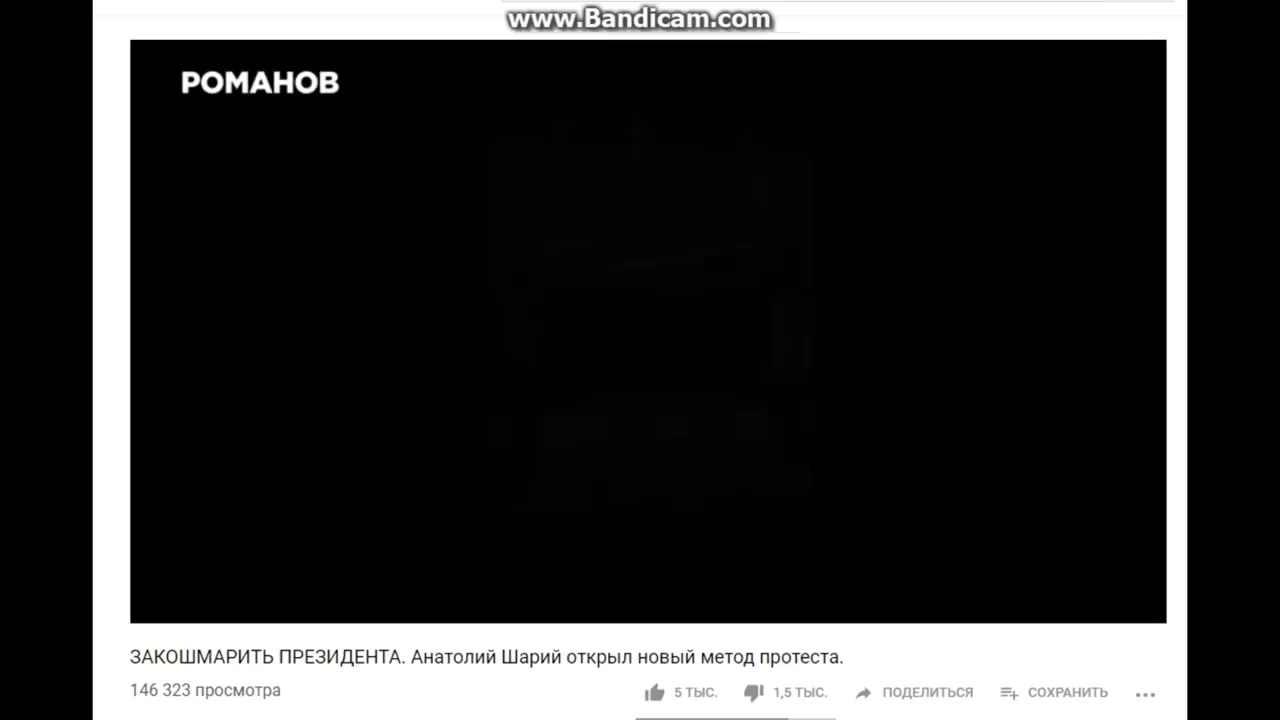 www.Bandicam.com
РОМАНОВ
ЗАКОШМАРИТЬ ПРЕЗИДЕНТА. Анатолий Шарий открыл новый метод протеста.
146 323 просмотра
5 ТЫС. 1,5 ТЫС. ПОДЕЛИТЬСЯ СОХРАНИТЬ